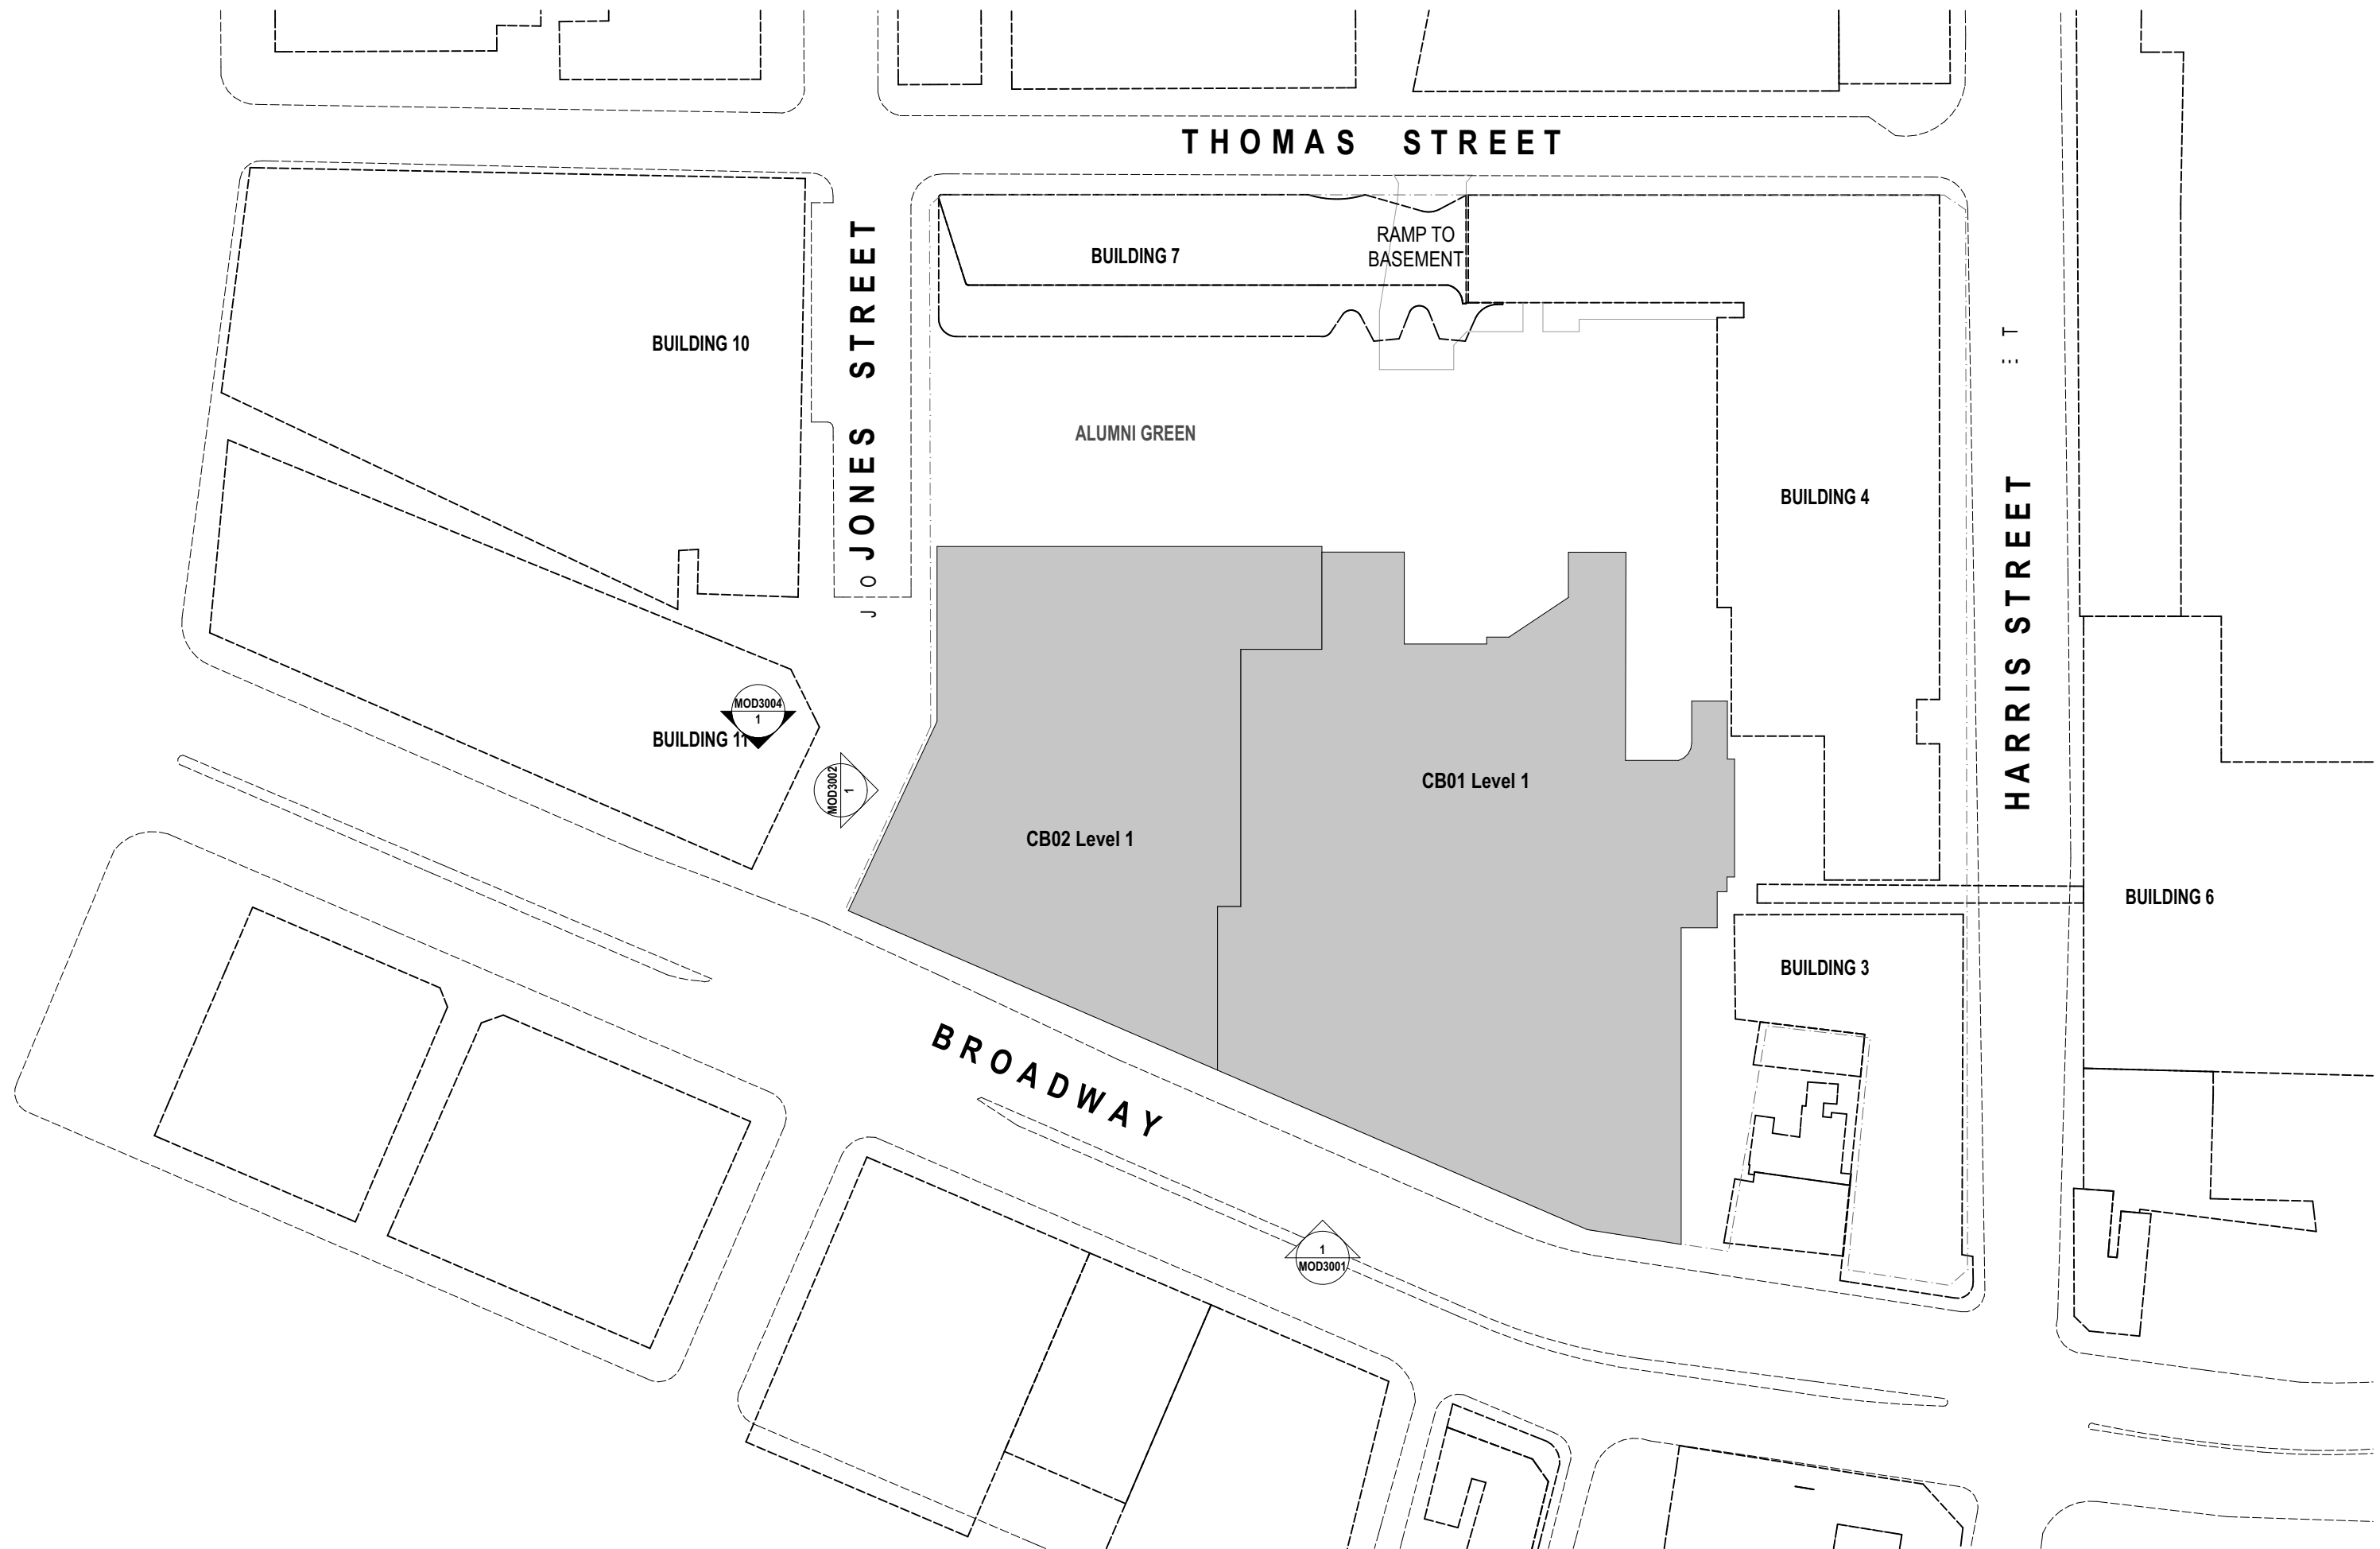 THOMAS STREET
RAMP TO
BASEMENT
BUILDING 7
BUILDING 10
JONES STREET
J O
E T
ALUMNI GREEN
BUILDING 4
HARRIS STREET
MOD3004
1
BUILDING 11
MOD3002
1
CB01 Level 1
CB02 Level 1
BUILDING 6
BUILDING 3
BROADWAY
1
MOD3001